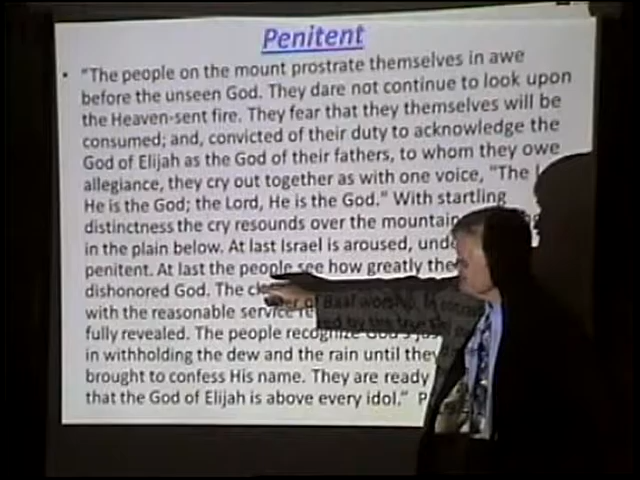 Penitent
• "The people on the mount prostrate themselves in awe
before the unseen God. They dare not continue to look upon
the Heaven-sent fire. They fear that they themselves will be
consumed; and, convicted of their duty to acknowledge the
God of Elijah as the God of their fathers, to whom they owe
allegiance, they cry out together as with one voice, "The
He is the God; the Lord, He is the God." With startling
distinctness the cry resounds over the mountain
in the plain below. At last Israel is aroused,
penitent. At last the people see how greatly
dishonored God. The of Baal worship, in
with the reasonable service by the true
fully revealed. The people recognize God's
in withholding the dew and the rain until they
brought to confess His name. They are ready
that the God of Elijah is above every idol."